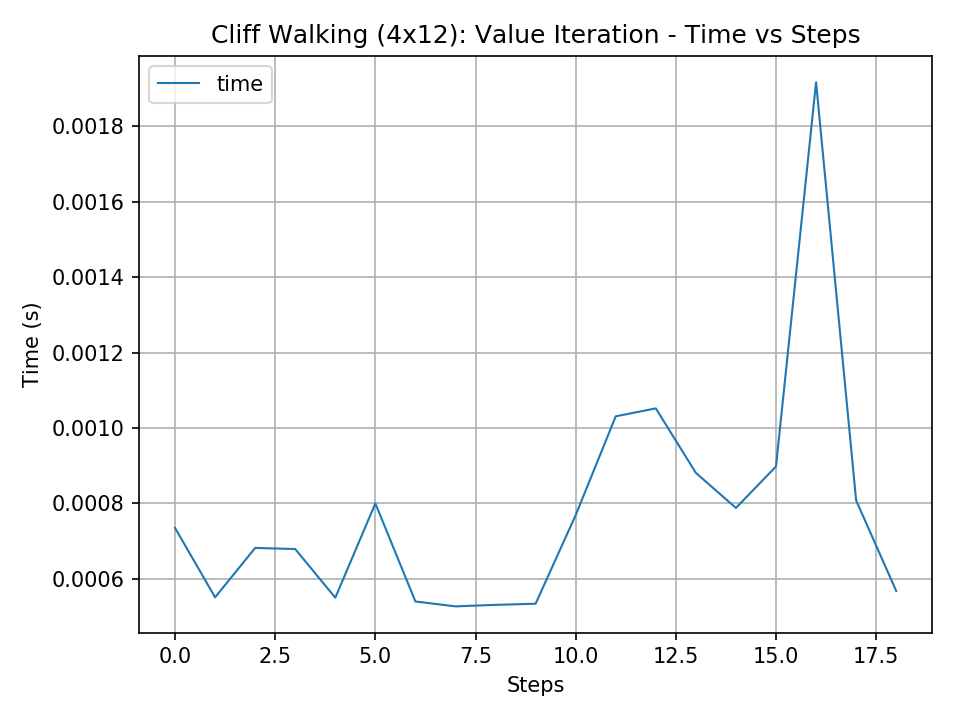 Cliff Walking (4x12): Value Iteration - Time vs Steps
time
0.0018
0.0016
0.0014
0.0012
0.0010
0.0008
0.0006
Time (s)
0.0 2.5 5.0 7.5 10.0 12.5 15.0 17.5
Steps